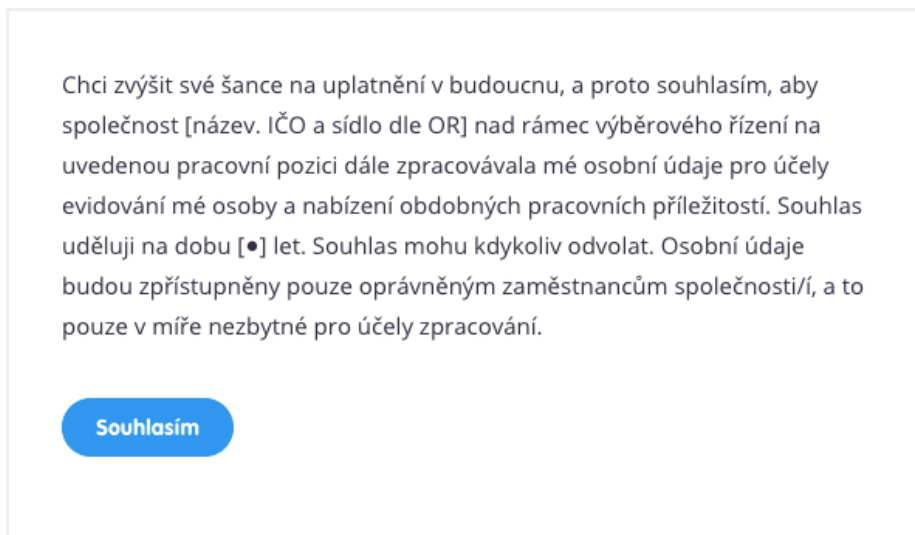 Chci zvýšit své šance na uplatnění v budoucnu, a proto souhlasím, aby
společnost [název. IČO a sídlo dle OR] nad rámec výběrového řízení na
uvedenou pracovní pozici dále zpracovávala mé osobní údaje pro účely
evidování mé osoby a nabízení obdobných pracovních příležitostí. Souhlas
uděluji na dobu [●] let. Souhlas mohu kdykoliv odvolat. Osobní údaje
budou zpřístupněny pouze oprávněným zaměstnancům společnosti/í, a to
pouze v míře nezbytné pro účely zpracování.
Souhlasím